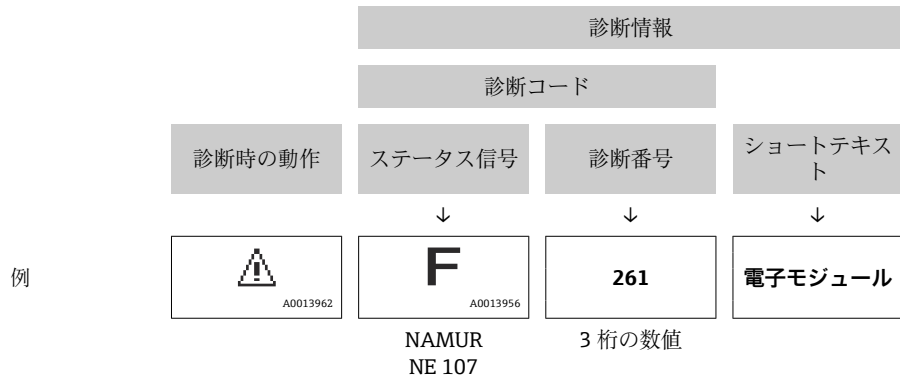 診断情報
診断コード
診断時の動作
ステータス信号
診断番号
ショートテキス
ト
↓
↓
↓
例
A0013962
F
A0013956
261
電子モジュール
NAMUR
NE 107
3 桁の数値